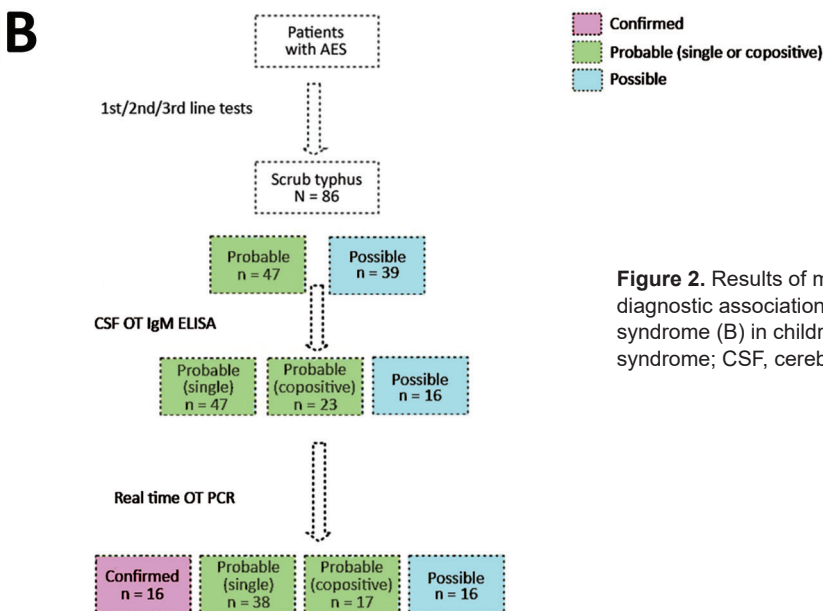 B
Patients
with AES
Confirmed
Probable (single or copositive)
Possible
1st/2nd/3rd line tests
Scrub typhus
N = 86
Probable
n = 47
Possible
n = 39
CSF OT IgM ELISA
Probable
(single)
n = 47
Probable
(copositive)
n = 23
Possible
n = 16
Figure 2. Results of m
diagnostic association
syndrome (B) in childr
syndrome; CSF, cereb
Real time OT PCR
Confirmed
n = 16
Probable
(single)
n = 38
Probable
(copositive)
n = 17
Possible
n = 16